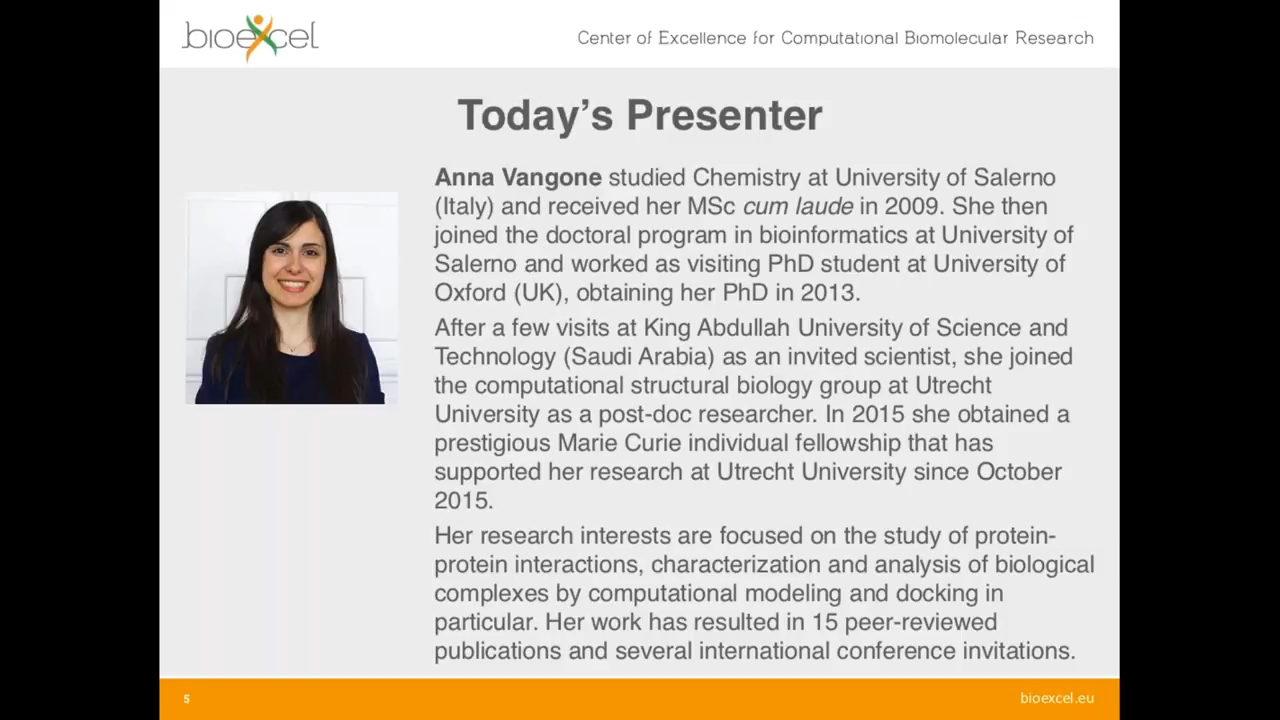 bioexcel
Center of Excellence for Computational Biomolecular Research
Today's Presenter
Anna Vangone studied Chemistry at University of Salerno
(Italy) and received her MSc cum laude in 2009. She then
joined the doctoral program in bioinformatics at University of
Salerno and worked as visiting PhD student at University of
Oxford (UK), obtaining her PhD in 2013.
After a few visits at King Abdullah University of Science and
Technology (Saudi Arabia) as an invited scientist, she joined
the computational structural biology group at Utrecht
University as a post-doc researcher. In 2015 she obtained a
prestigious Marie Curie individual fellowship that has
supported her research at Utrecht University since October
2015.
Her research interests are focused on the study of protein-
protein interactions, characterization and analysis of biological
complexes by computational modeling and docking in
particular. Her work has resulted in 15 peer-reviewed
publications and several international conference invitations.
5
bioexcel.eu